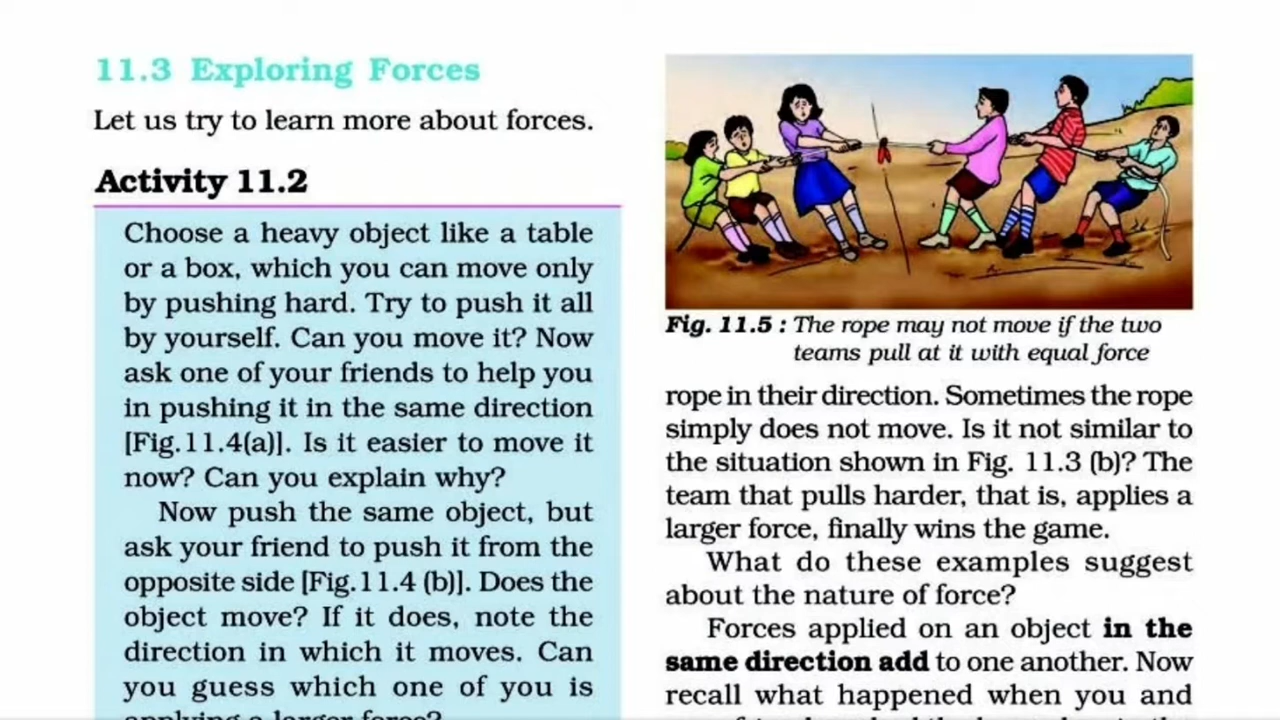 11.3 Exploring Forces
Let us try to learn more about forces.
Activity 11.2
Choose a heavy object like a table
or a box, which you can move only
by pushing hard. Try to push it all
by yourself. Can you move it? Now
ask one of your friends to help you
in pushing it in the same direction
[Fig.11.4(a)]. Is it easier to move it
now? Can you explain why?
Now push the same object, but
ask your friend to push it from the
opposite side [Fig.11.4 (b)]. Does the
object move? If it does, note the
direction in which it moves. Can
you guess which one of you is
applying a larger force?
Fig. 11.5 : The rope may not move if the two
teams pull at it with equal force
rope in their direction. Sometimes the rope
simply does not move. Is it not similar to
the situation shown in Fig. 11.3 (b)? The
team that pulls harder, that is, applies a
larger force, finally wins the game.
What do these examples suggest
about the nature of force?
Forces applied on an object in the
same direction add to one another. Now
recall what happened when you and